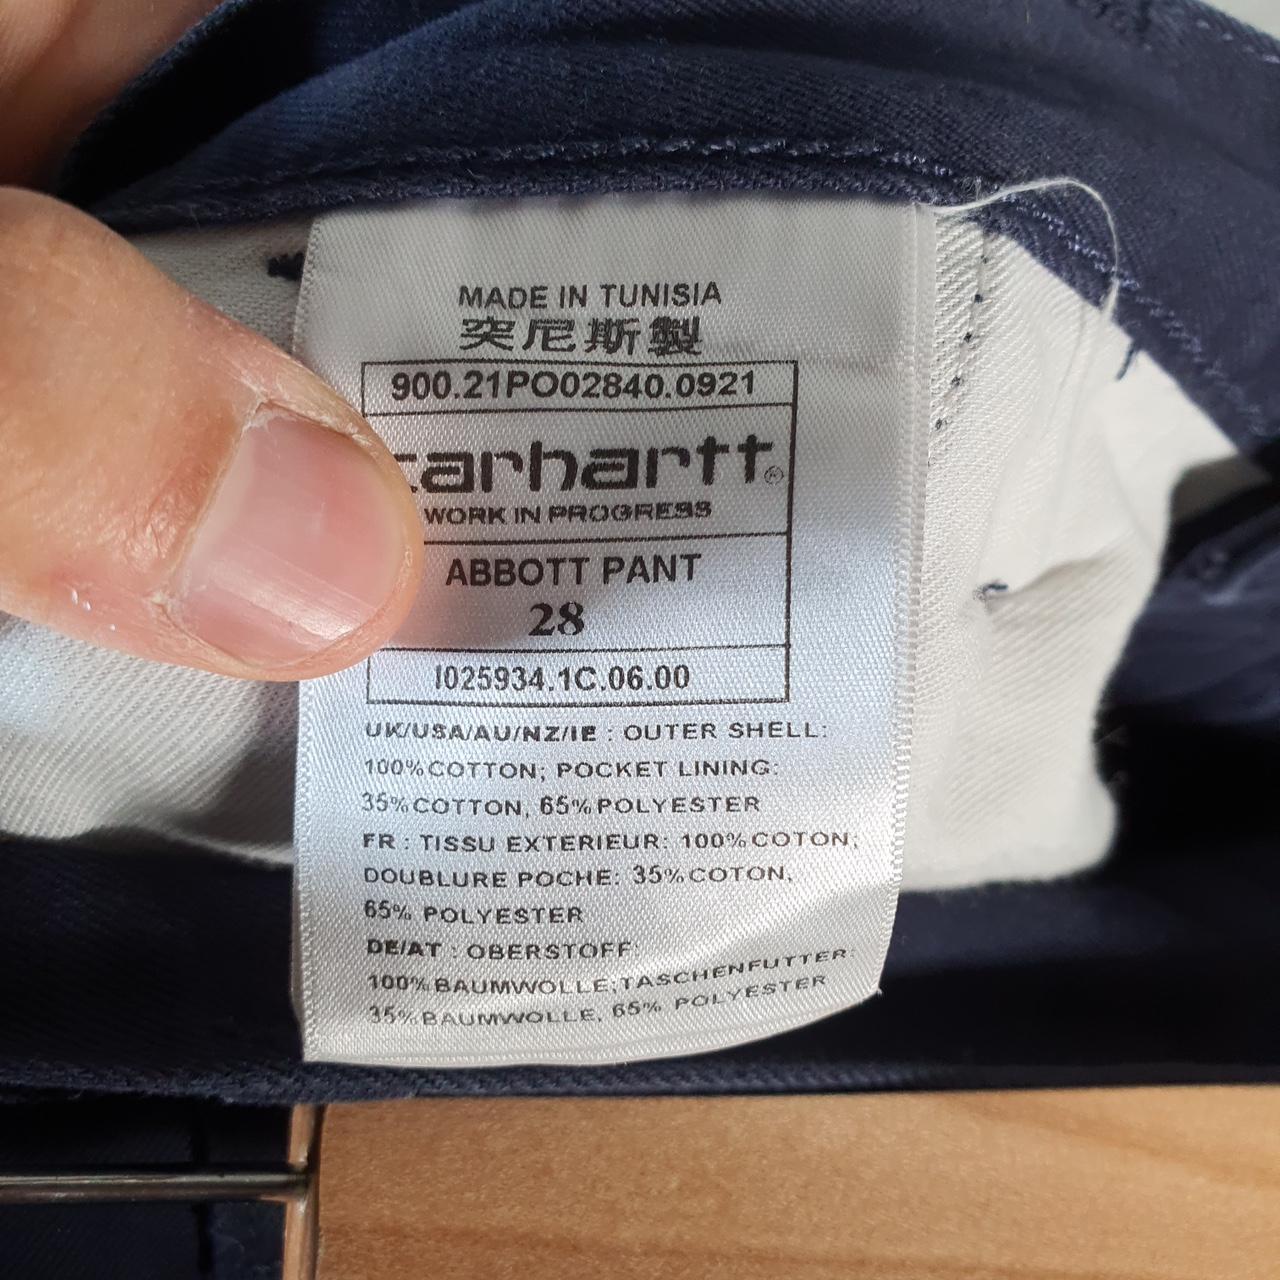 MADE IN TUNISIA
突尼斯製
900.21PO02840.0921
carhartt®
WORK IN PROGRESS
ABBOTT PANT
28
I025934.1C.06.00
UK/USA/AU/NZ/IE : OUTER SHELL:
100%COTTON; POCKET LINING:
35%COTTON, 65%POLYESTER
FR : TISSU EXTERIEUR: 100%COTON;
DOUBLURE POCHE: 35%COTON,
65% POLYESTER
DE/AT : OBERSTOFF:
100%BAUMWOLLE;TASCHENFUTTER:
35%BAUMWOLLE, 65% POLYESTER